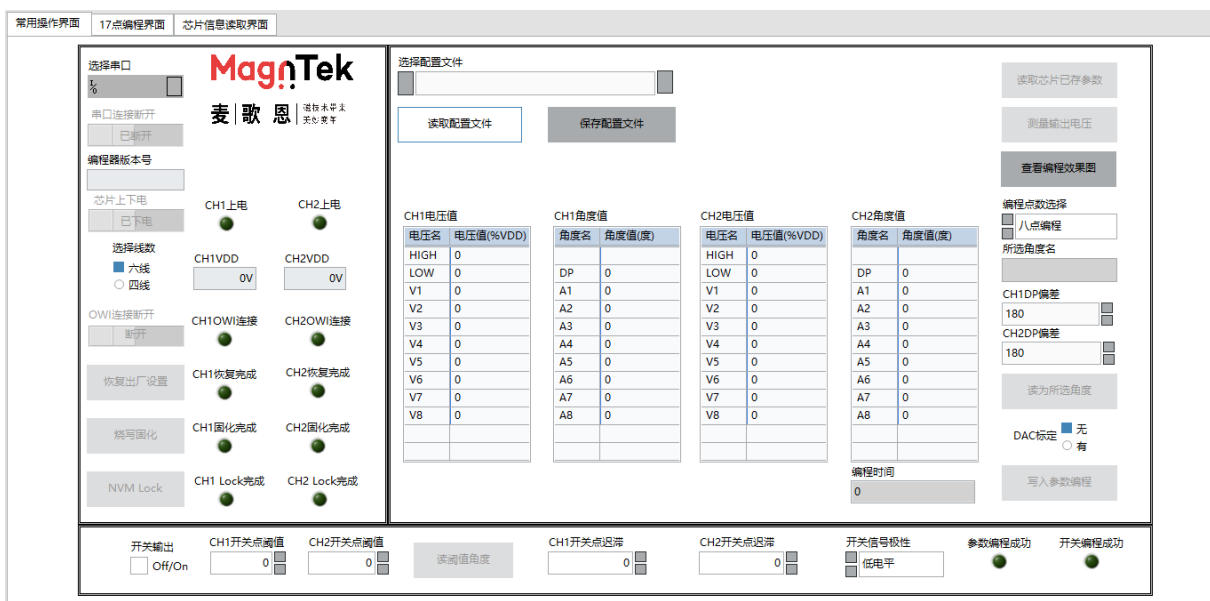 常用操作界面 17点编程界面 芯片信息读取界面
选择串口
MagnTek
麦歌恩
串口连接断开
已断开
编程器版本号
芯片上下电
已下电
CH1上电 CH2上电
选择线数
六线
四线
CH1VDD CH2VDD
0V 0V
OWI连接断开
断开
CH1OWI连接 CH2OWI连接
恢复出厂设置
CH1恢复完成 CH2恢复完成
烧写固化
CH1固化完成 CH2固化完成
NVM Lock
CH1 Lock完成 CH2 Lock完成
选择配置文件
读取配置文件 保存配置文件
CH1电压值 CH1角度值 CH2电压值 CH2角度值
电压名 电压值(%VDD) 角度名 角度值(度) 电压名 电压值(%VDD) 角度名 角度值(度)
HIGH 0 HIGH 0
LOW 0 DP 0 LOW 0 DP 0
V1 0 A1 0 V1 0 A1 0
V2 0 A2 0 V2 0 A2 0
V3 0 A3 0 V3 0 A3 0
V4 0 A4 0 V4 0 A4 0
V5 0 A5 0 V5 0 A5 0
V6 0 A6 0 V6 0 A6 0
V7 0 A7 0 V7 0 A7 0
V8 0 A8 0 V8 0 A8 0
编程时间
0
读取芯片已存参数
测量输出电压
查看编程效果图
编程点数选择
八点编程
所选角度名
CH1DP偏差
180
CH2DP偏差
180
读为所选角度
DAC标定 无
有
写入参数编程
开关输出
Off/On
CH1开关点阈值 CH2开关点阈值
0 0
读阈值角度
CH1开关点迟滞 CH2开关点迟滞
0 0
开关信号极性
低电平
参数编程成功 开关编程成功